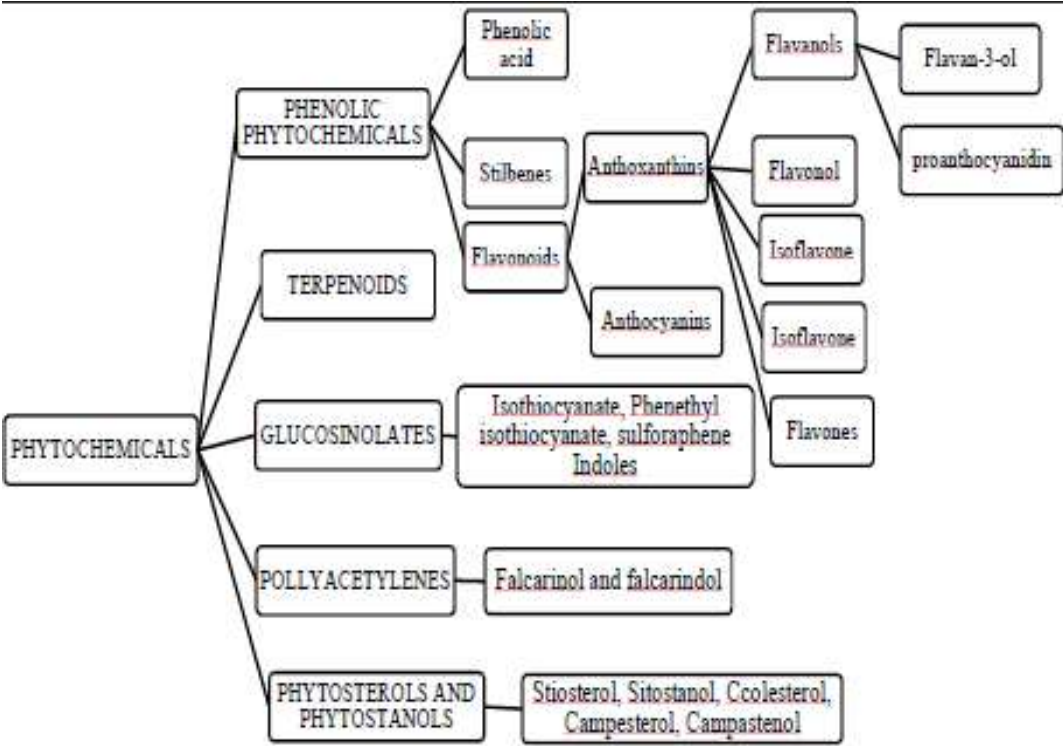 Phenolic
acid
Flavanols
Flavan-3-ol
PHENOLIC
PHYTOCHEMICALS
Stilbenes
Anthoxanthins
Flavonol
proanthocyanidin
Flavonoids
Isoflavone
TERPENOIDS
Anthocyanins
Isoflavone
PHYTOCHEMICALS
GLUCOSINOLATES
Isothiocyanate, Phenethyl
isothiocyanate, sulforaphene
Indoles
Flavones
POLLYACETYLENES
Falcarinol and falcarindol
PHYTOSTEROLS AND
PHYTOSTANOLS
Stiosterol, Sitostanol, Ccolesterol,
Campesterol, Campastenol